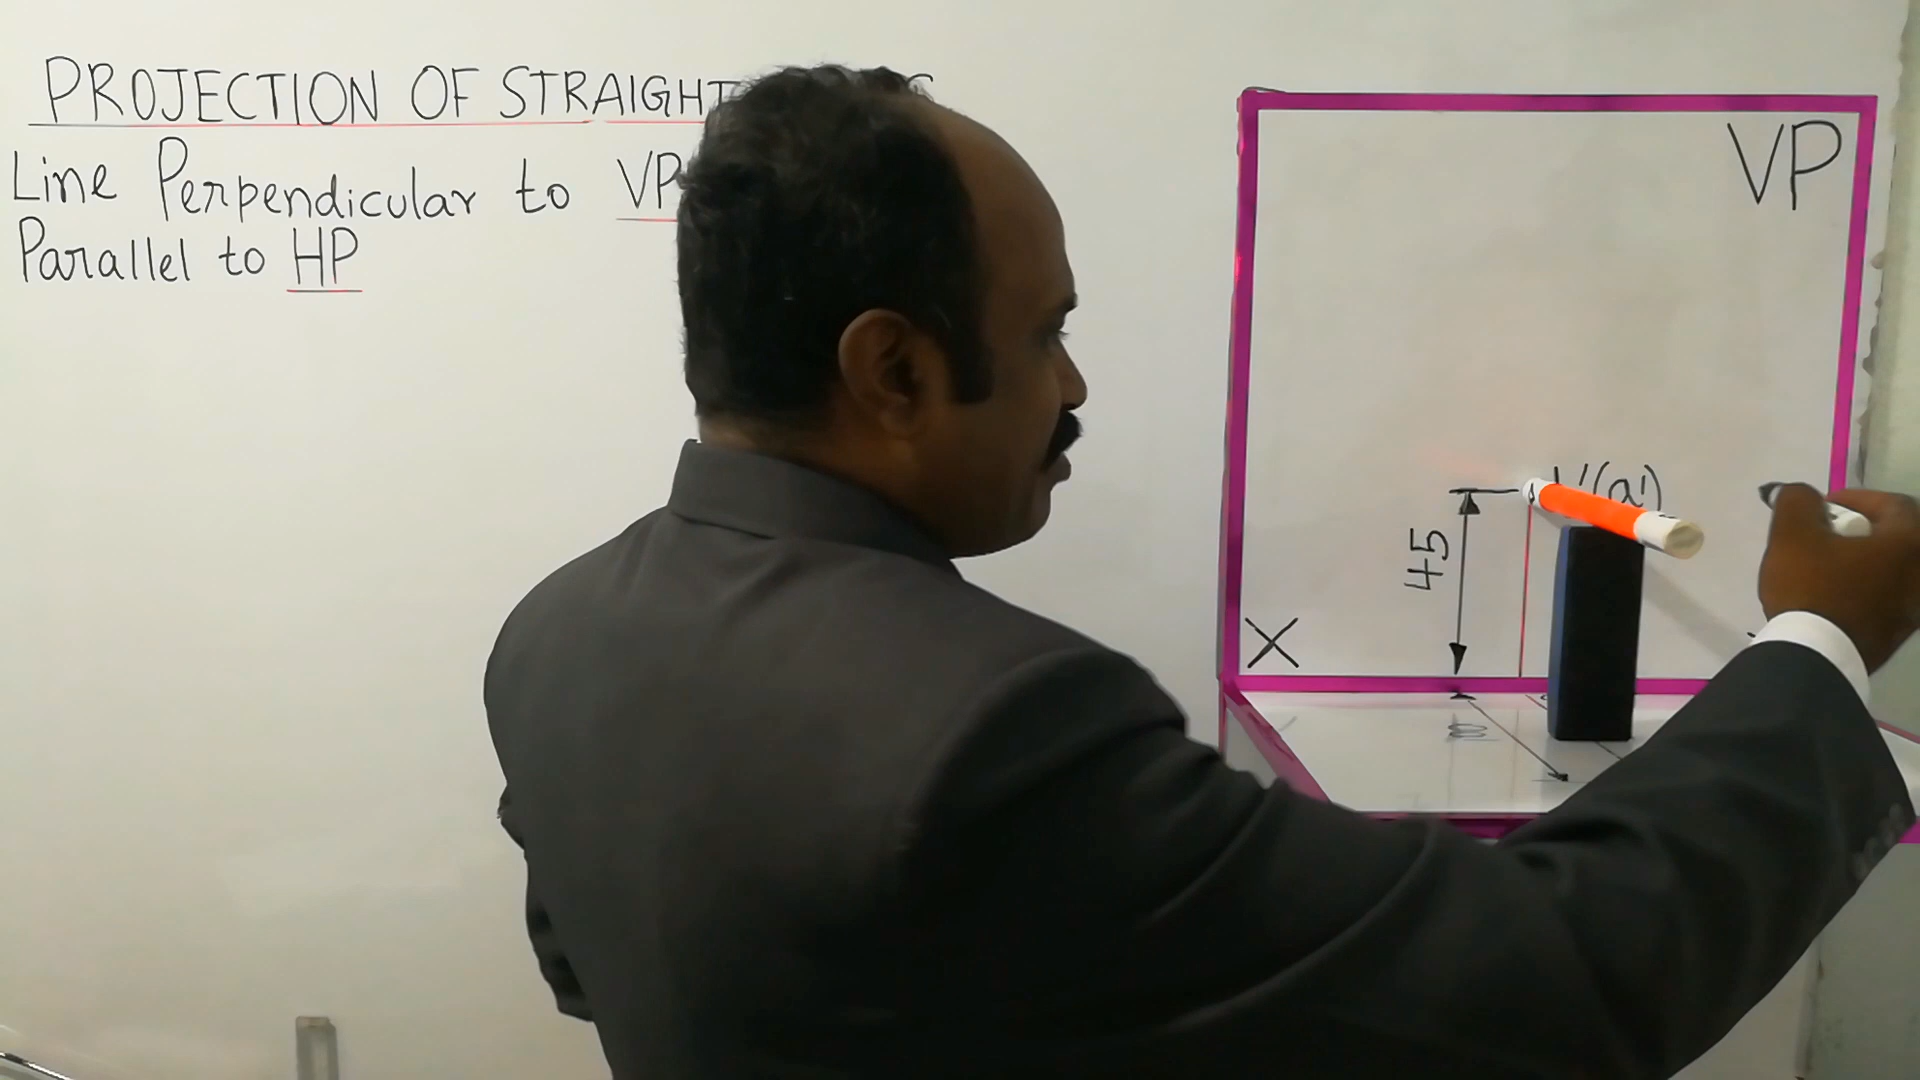 PROJECTION OF STRAIGHT
Line Perpendicular to VP
Parallel to HP
VP
(a')
45
X